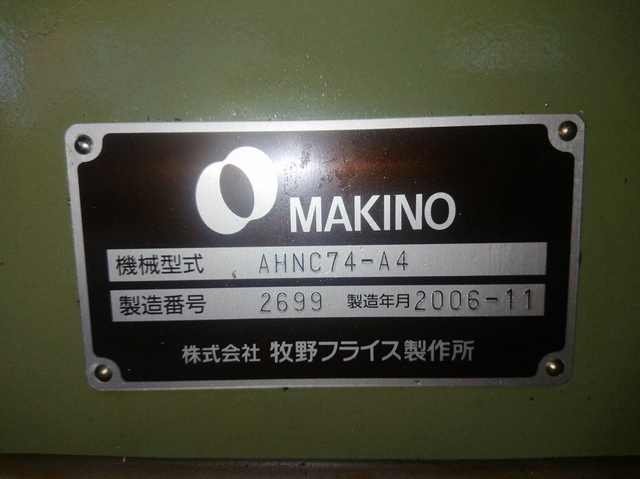 MAKINO
機械型式 AHNC74-A4
製造番号 2699 製造年月 2006-11
株式会社 牧野フライス製作所